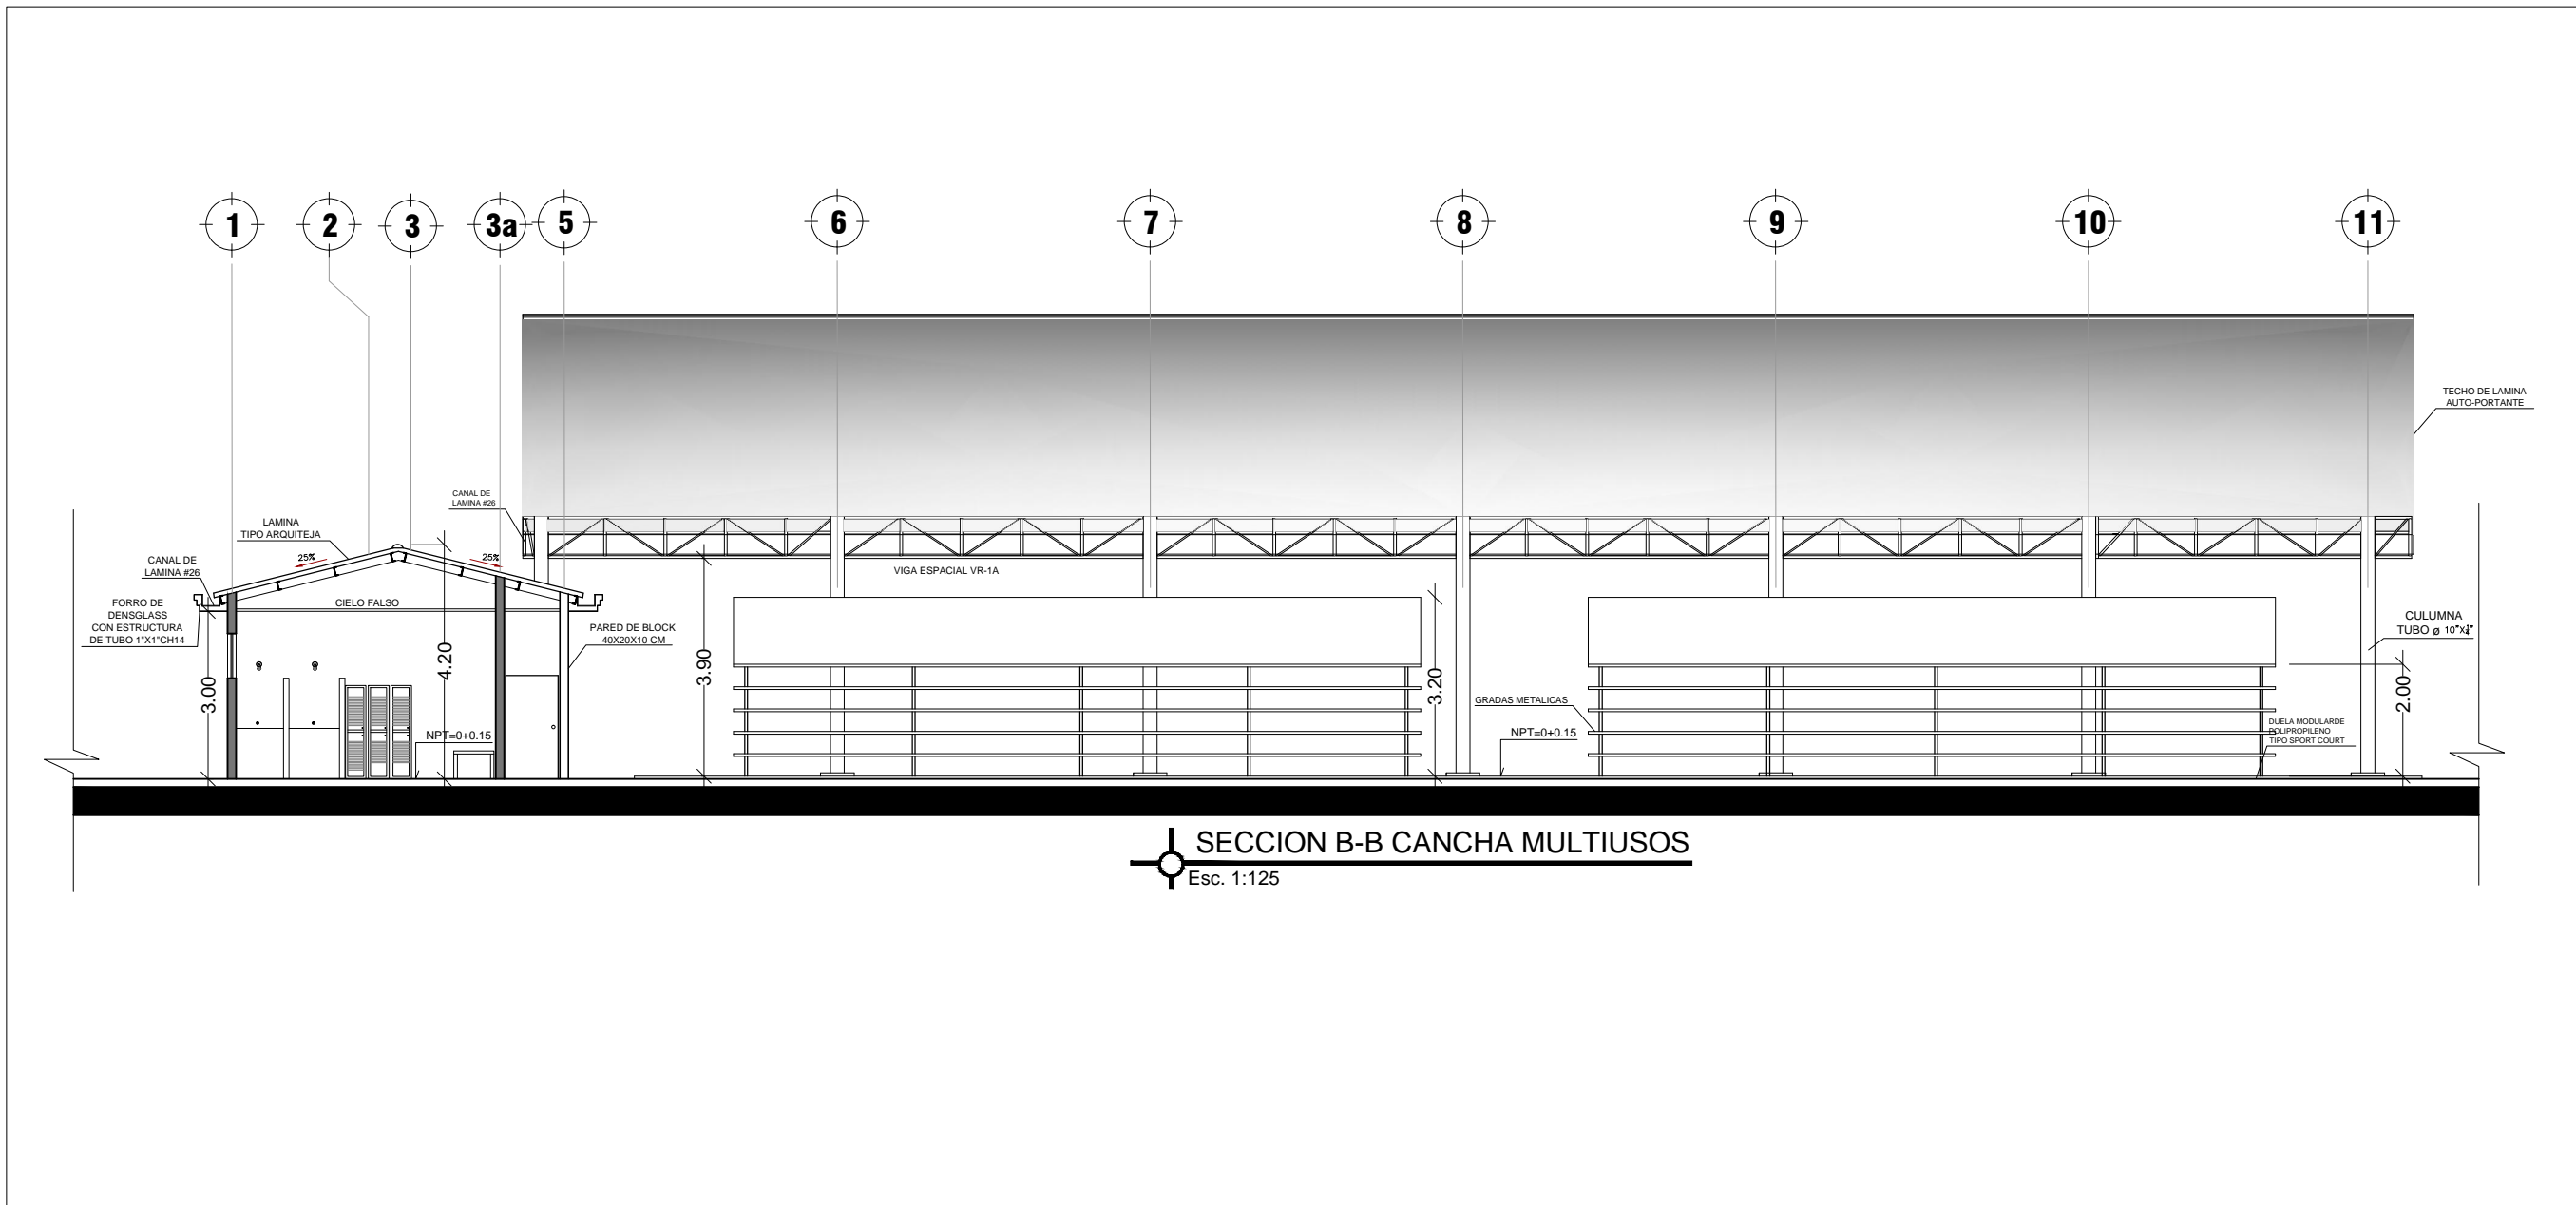 1
2
3
3a
5
6
7
8
9
10
11
TECHO DE LAMINA
AUTO-PORTANTE
CANAL DE
LAMINA #26
LAMINA
TIPO ARQUITEJA
25%
25%
CANAL DE
LAMINA #26
VIGA ESPACIAL VR-1A
FORRO DE
DENSGLASS
CON ESTRUCTURA
DE TUBO 1"X1"CH14
CIELO FALSO
PARED DE BLOCK
40X20X10 CM
CULUMNA
TUBO ø 10"X
3.00
4.20
3.90
3.20
2.00
GRADAS METALICAS
NPT=0+0.15
NPT=0+0.15
DUELA MODULARDE
POLIPROPILENO
TIPO SPORT COURT
SECCION B-B CANCHA MULTIUSOS
Esc. 1:125